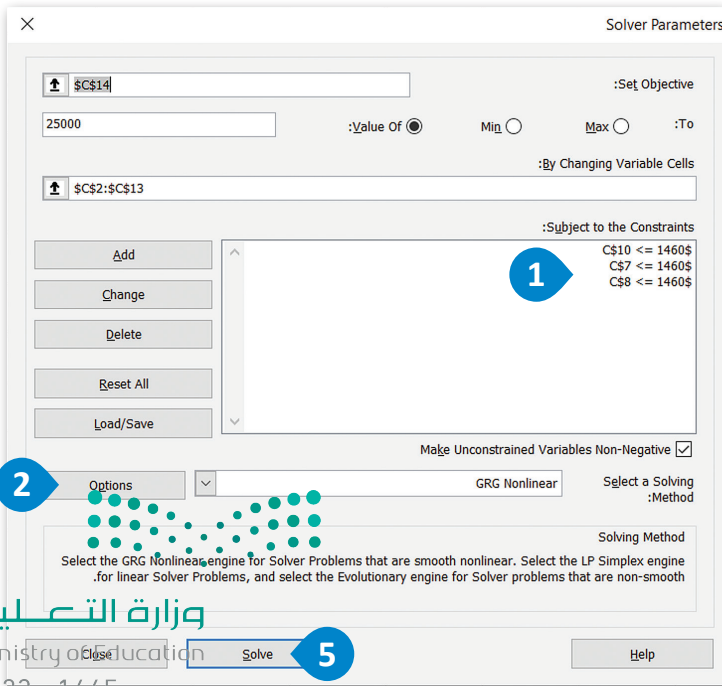 Solver Parameters
:Set Objective
$C$14
:To
Max
Min
:Value Of
25000
:By Changing Variable Cells
$C$2:$C$13
:Subject to the Constraints
C$10 <= 1460$
C$7 <= 1460$
C$8 <= 1460$
1
Add
Change
Delete
Reset All
Load/Save
Make Unconstrained Variables Non-Negative
Select a Solving
:Method
GRG Nonlinear
Options
2
Solving Method
Select the GRG Nonlinear engine for Solver Problems that are smooth nonlinear. Select the LP Simplex engine
.for linear Solver Problems, and select the Evolutionary engine for Solver problems that are non-smooth
وزارة
Help
5
Solve
Close
of Education